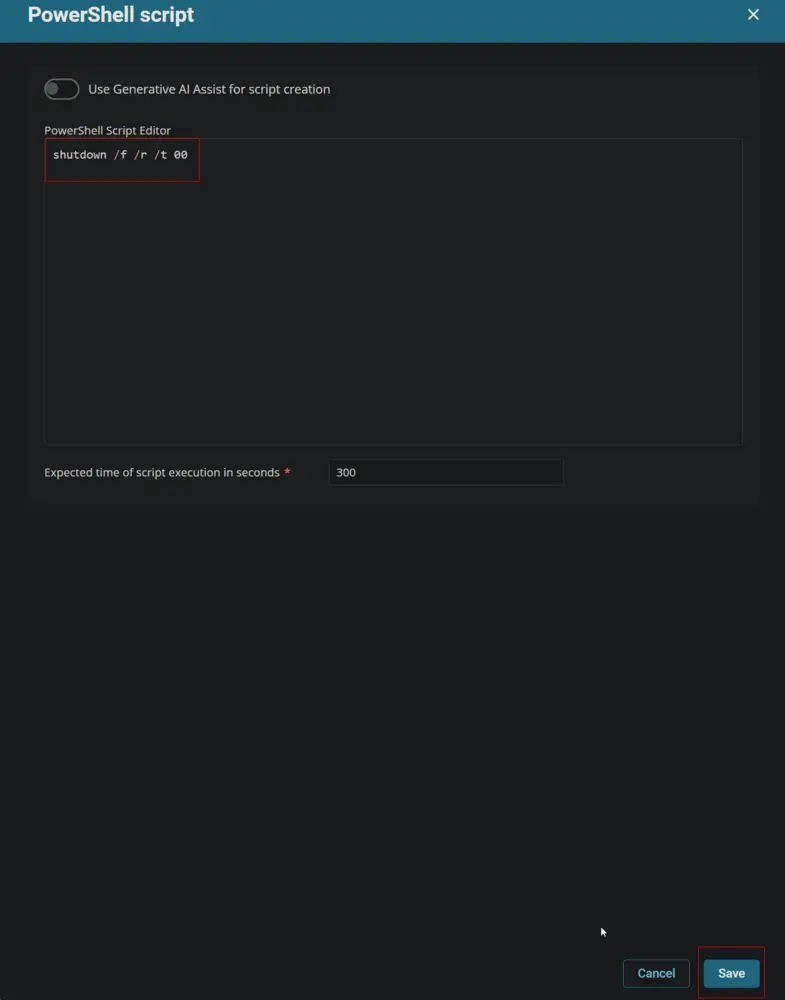 PowerShell script
Use Generative AI Assist for script creation
PowerShell Script Editor
shutdown /f /r /t 00
Expected time of script execution in seconds *
300
Cancel
Save